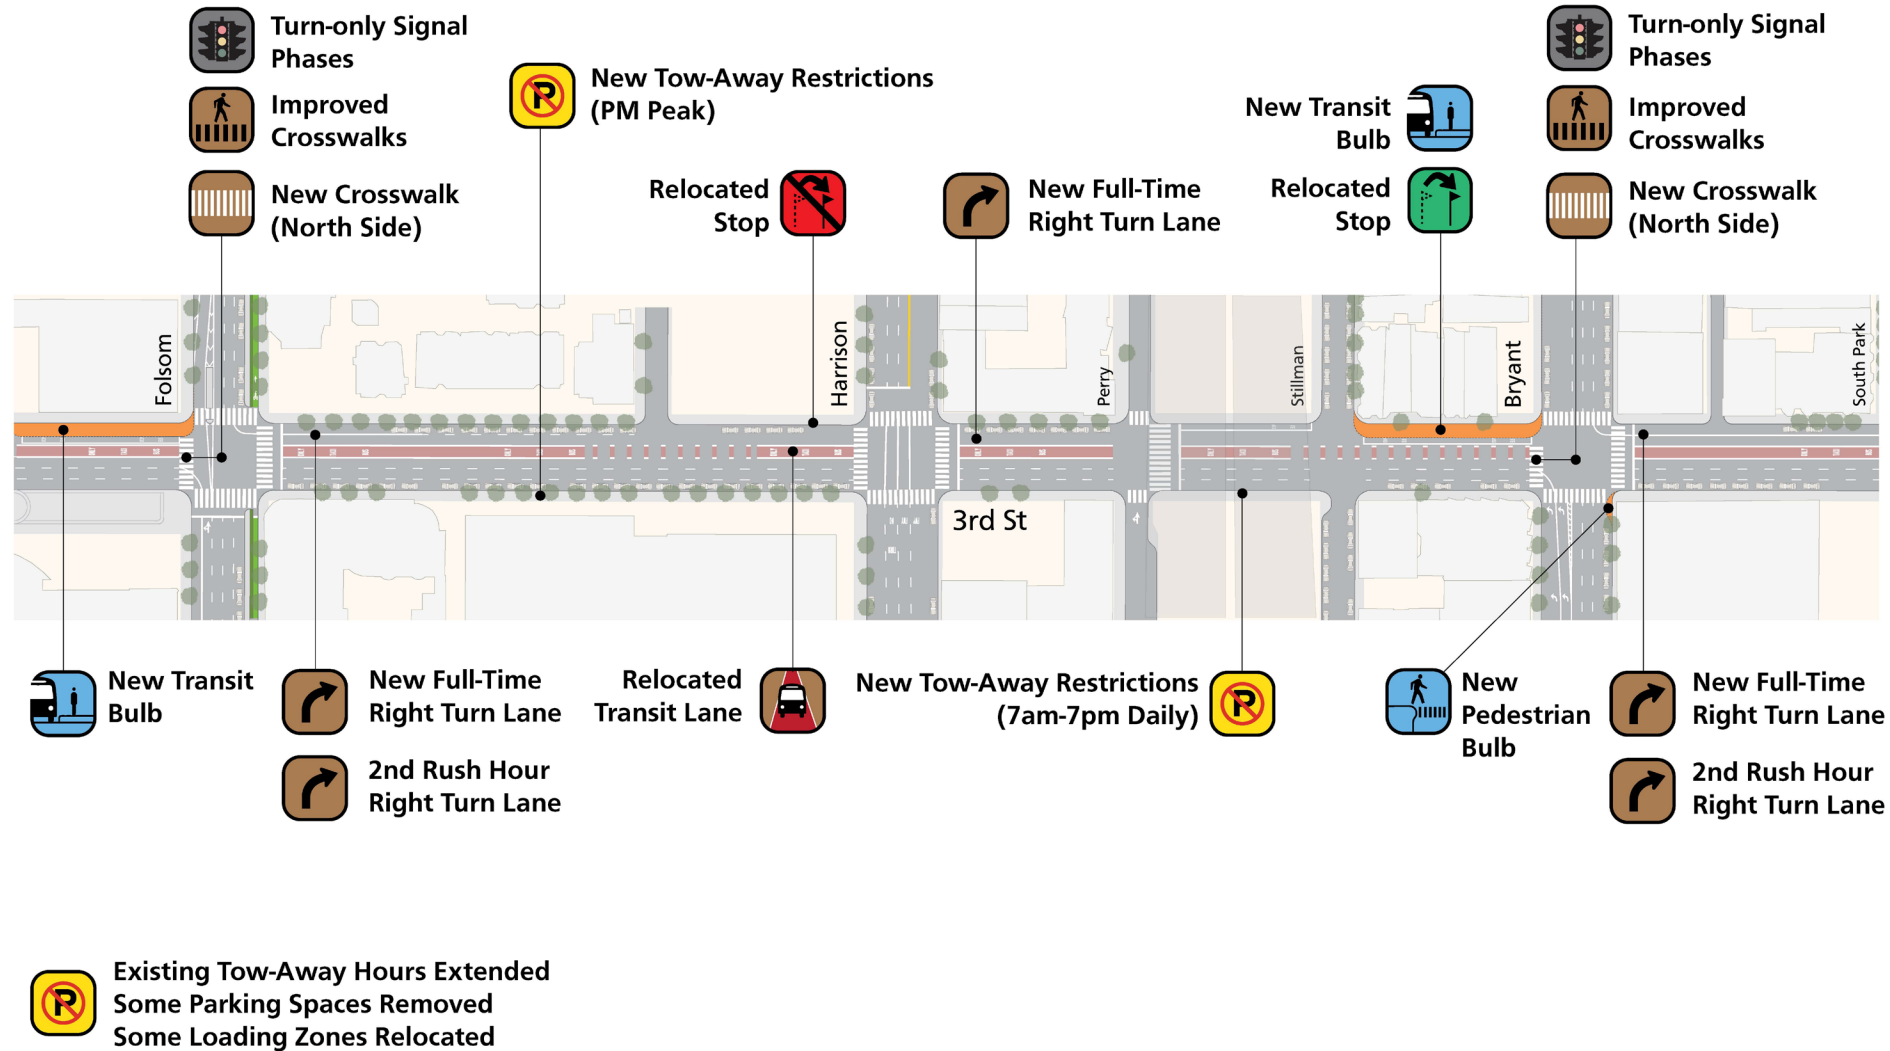 Turn-only Signal
Phases
Improved
Crosswalks
New Crosswalk
(North Side)
New Tow-Away Restrictions
(PM Peak)
Relocated
Stop
New Full-Time
Right Turn Lane
New Transit
Bulb
Relocated
Stop
Turn-only Signal
Phases
Improved
Crosswalks
New Crosswalk
(North Side)
Folsom
Harrison
Perry
Stillman
Bryant
South Park
3rd St
New Transit
Bulb
New Full-Time
Right Turn Lane
2nd Rush Hour
Right Turn Lane
Relocated
Transit Lane
New Tow-Away Restrictions
(7am-7pm Daily)
New
Pedestrian
Bulb
New Full-Time
Right Turn Lane
2nd Rush Hour
Right Turn Lane
Existing Tow-Away Hours Extended
Some Parking Spaces Removed
Some Loading Zones Relocated